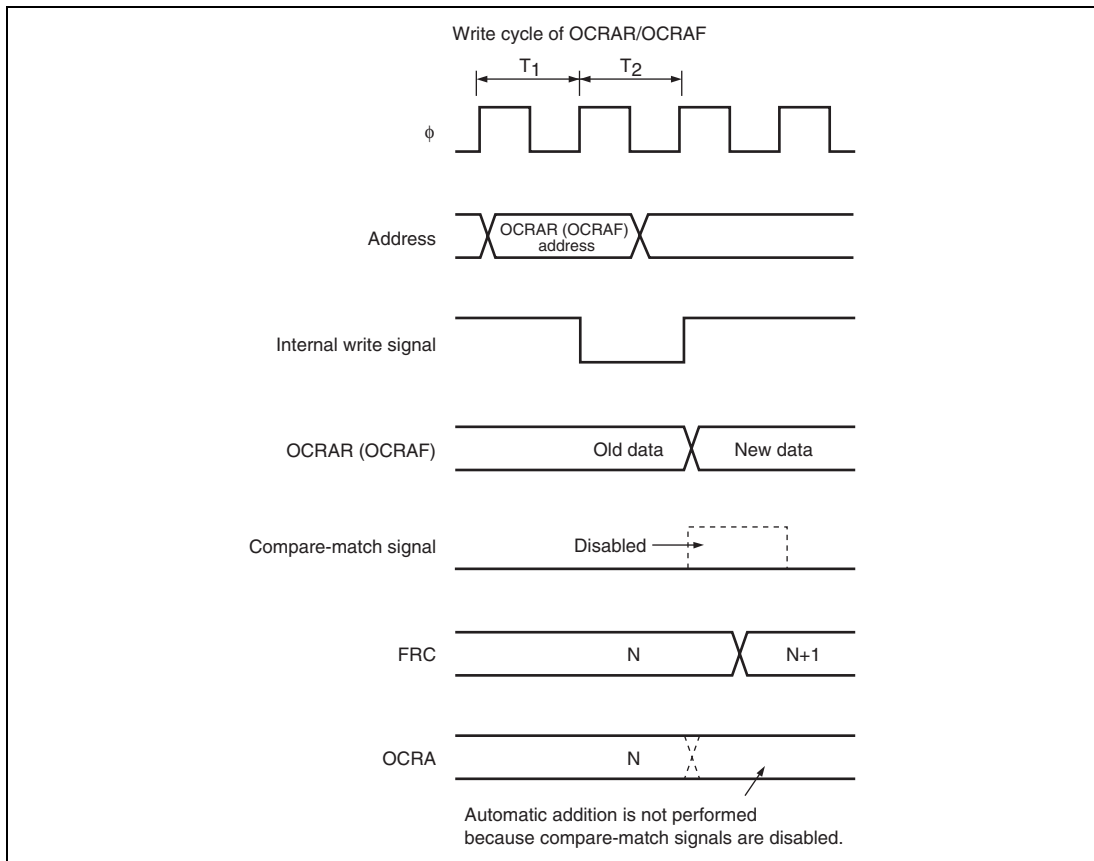 Write cycle of OCRAR/OCRAF
T1 T2
ϕ
Address
OCRAR (OCRAF)
address
Internal write signal
OCRAR (OCRAF)
Old data
New data
Compare-match signal
Disabled
FRC
N
N+1
OCRA
N
Automatic addition is not performed
because compare-match signals are disabled.